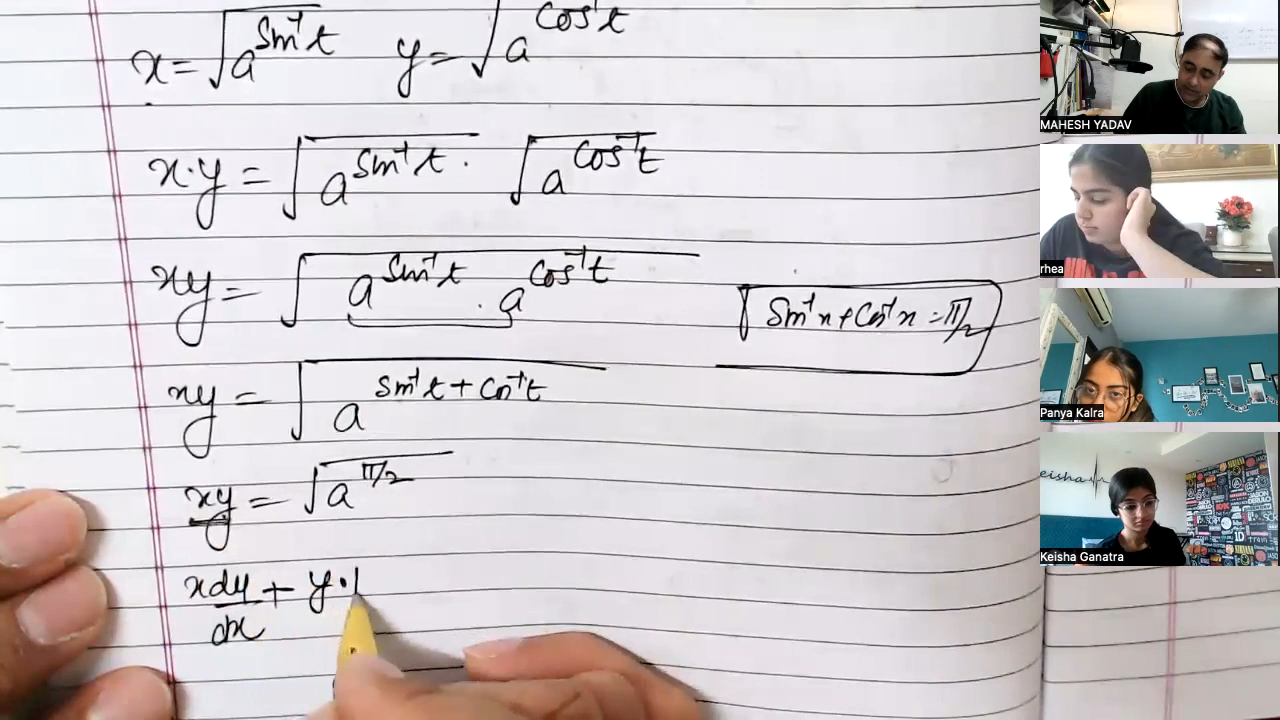 x = √a^sin⁻¹t y = √a^cos⁻¹t
x·y = √a^sin⁻¹t · √a^cos⁻¹t
xy = √a^sin⁻¹t · a^cos⁻¹t
sin⁻¹x + cos⁻¹x = π/2
xy = √a^sin⁻¹t + cos⁻¹t
xy = √a^π/2
x dy/dx + y·1
MAHESH YADAV
rhea
Panya Kalra
Keisha Ganatra